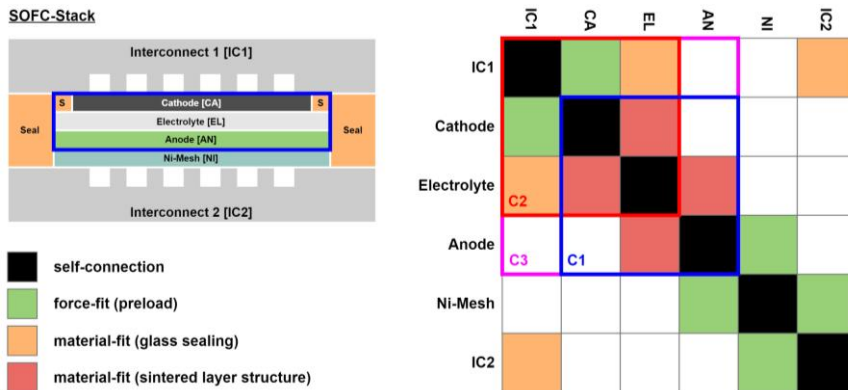 SOFC-Stack
Interconnect 1 [IC1]
S
Cathode [CA]
S
Seal
Electrolyte [EL]
Seal
Anode [AN]
Ni-Mesh [NI]
Interconnect 2 [IC2]
self-connection
force-fit (preload)
material-fit (glass sealing)
material-fit (sintered layer structure)
IC1
CA
EL
AN
NI
IC2
IC1
Cathode
Electrolyte
C2
Anode
C3
C1
Ni-Mesh
IC2